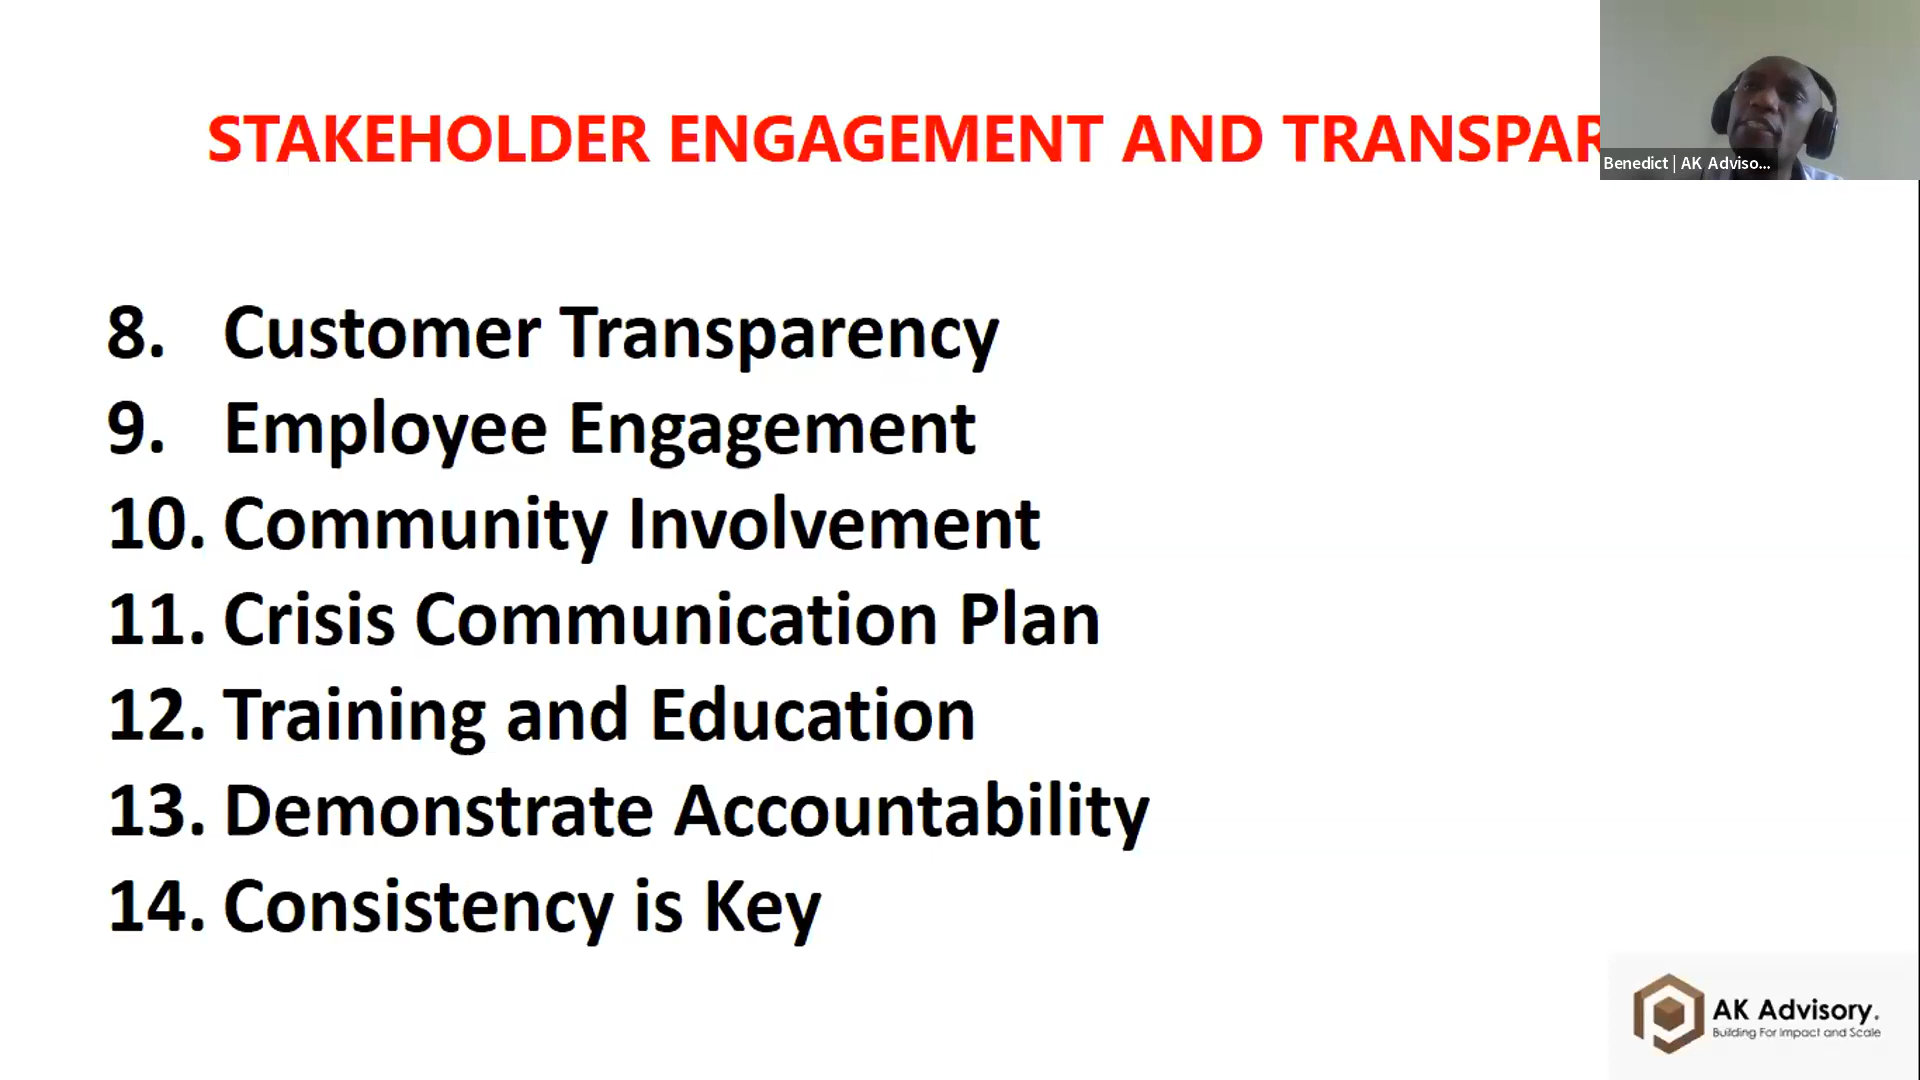 STAKEHOLDER ENGAGEMENT AND TRANSPAR
Benedict | AK Adviso...
8. Customer Transparency
9. Employee Engagement
10. Community Involvement
11. Crisis Communication Plan
12. Training and Education
13. Demonstrate Accountability
14. Consistency is Key
AK Advisory.
Building For Impact and Scale